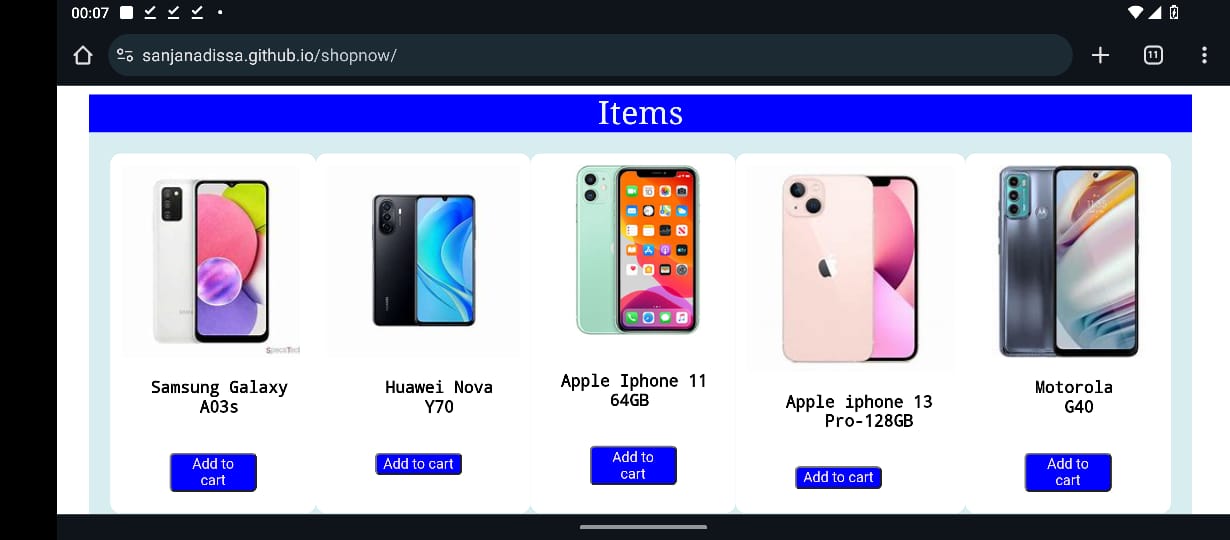 00:07
sanjanadissa.github.io/shopnow/
11
Items
SpeceTect
Samsung Galaxy
A03s
Huawei Nova
Y70
Apple Iphone 11
64GB
Apple iphone 13
Pro-128GB
Motorola
G40
Add to
cart
Add to cart
Add to
cart
Add to cart
Add to
cart